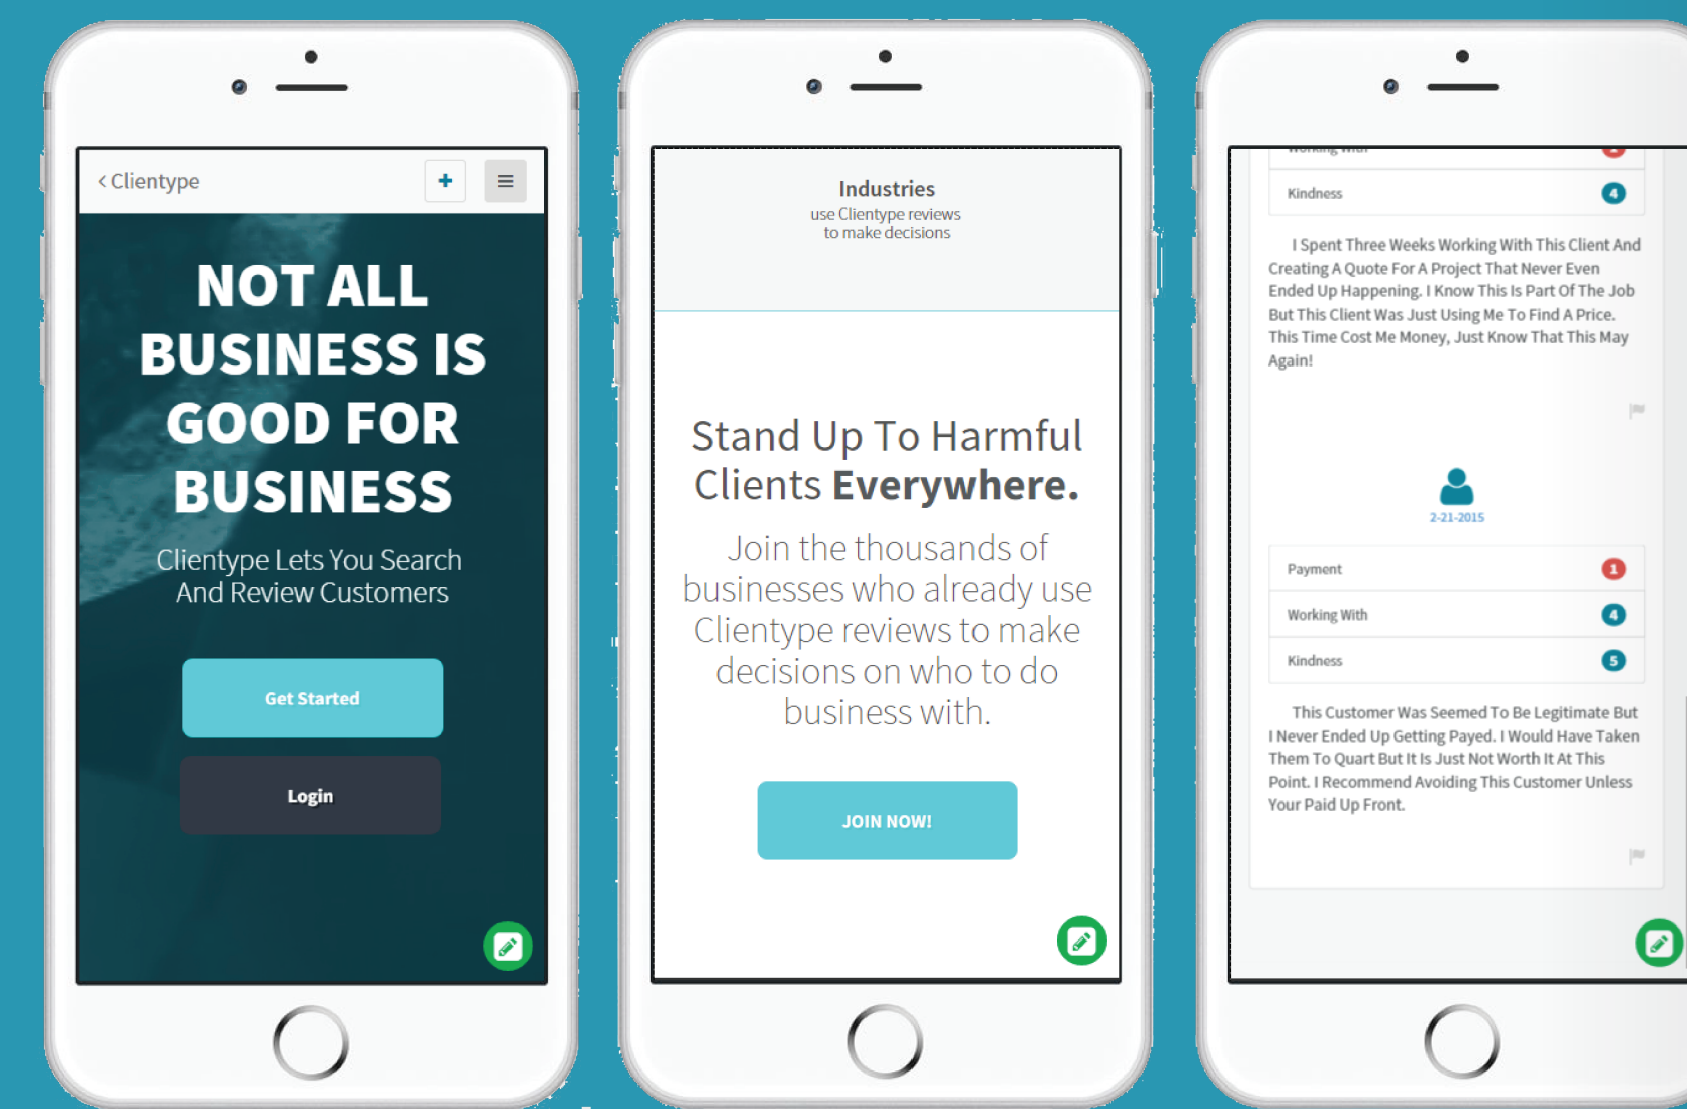 < Clientype
NOT ALL
BUSINESS IS
GOOD FOR
BUSINESS
Clientype Lets You Search
And Review Customers
Get Started
Login
Industries
use Clientype reviews
to make decisions
Stand Up To Harmful
Clients Everywhere.
Join the thousands of
businesses who already use
Clientype reviews to make
decisions on who to do
business with.
JOIN NOW!
Working With
Kindness 4
I Spent Three Weeks Working With This Client And
Creating A Quote For A Project That Never Even
Ended Up Happening. I Know This Is Part Of The Job
But This Client Was Just Using Me To Find A Price.
This Time Cost Me Money, Just Know That This May
Again!
2-21-2015
Payment 1
Working With 4
Kindness 5
This Customer Was Seemed To Be Legitimate But
I Never Ended Up Getting Payed. I Would Have Taken
Them To Quart But It Is Just Not Worth It At This
Point. I Recommend Avoiding This Customer Unless
Your Paid Up Front.